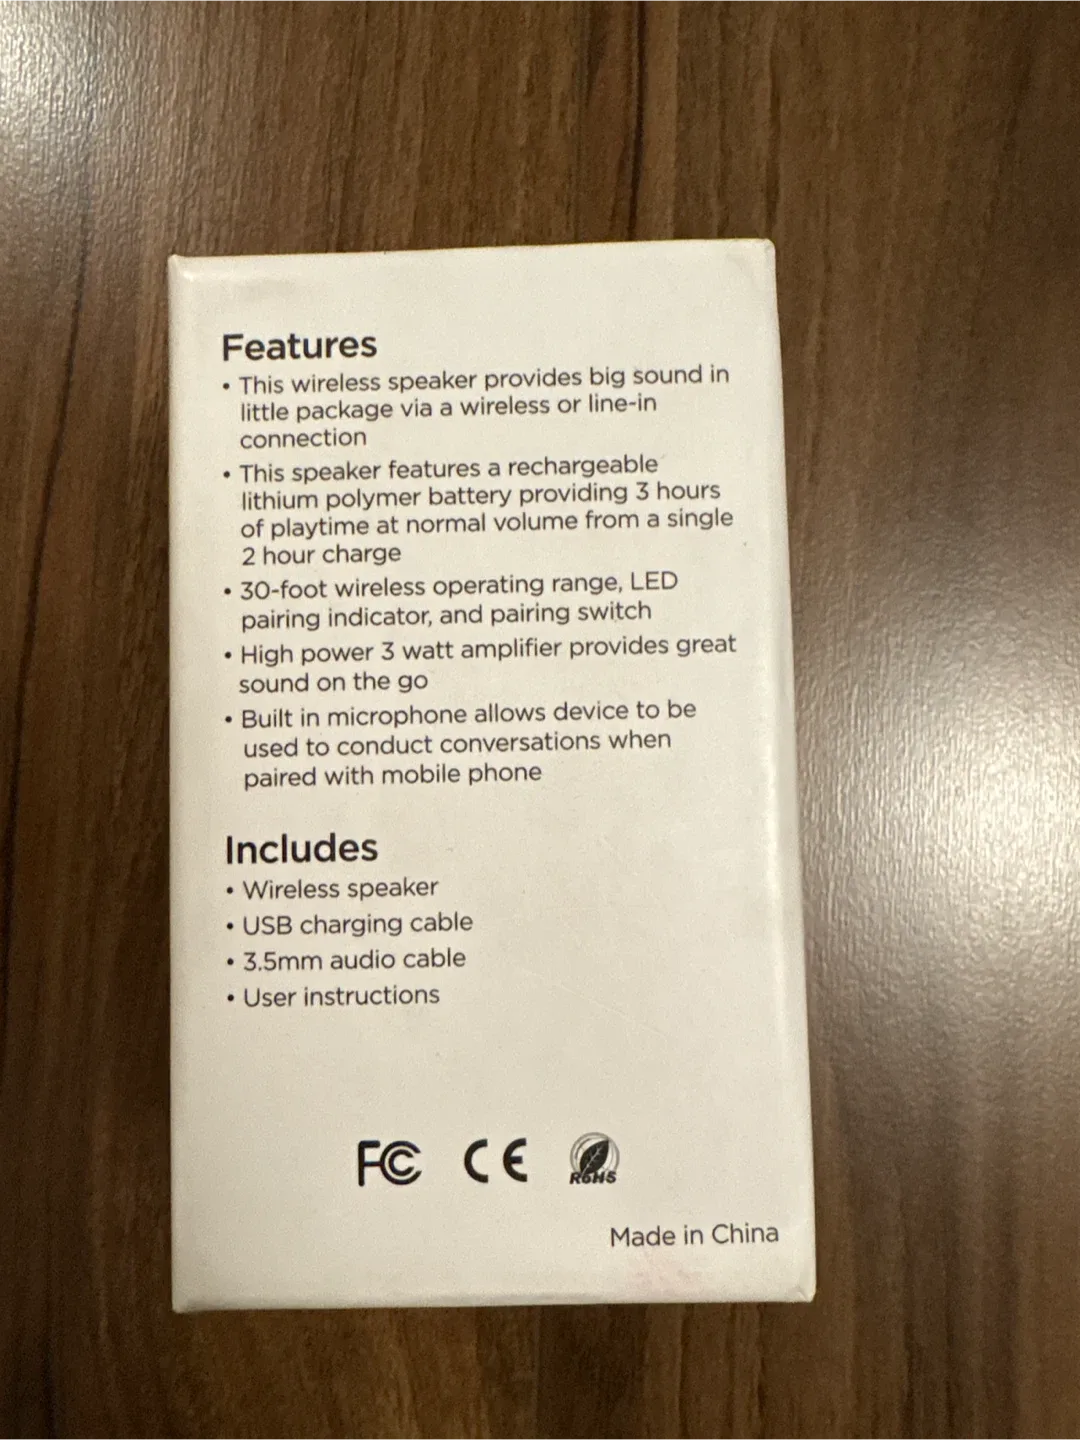 Features
• This wireless speaker provides big sound in
little package via a wireless or line-in
connection
• This speaker features a rechargeable
lithium polymer battery providing 3 hours
of playtime at normal volume from a single
2 hour charge
• 30-foot wireless operating range, LED
pairing indicator, and pairing switch
• High power 3 watt amplifier provides great
sound on the go
• Built in microphone allows device to be
used to conduct conversations when
paired with mobile phone
Includes
• Wireless speaker
• USB charging cable
• 3.5mm audio cable
• User instructions
FC CE RoHS
Made in China